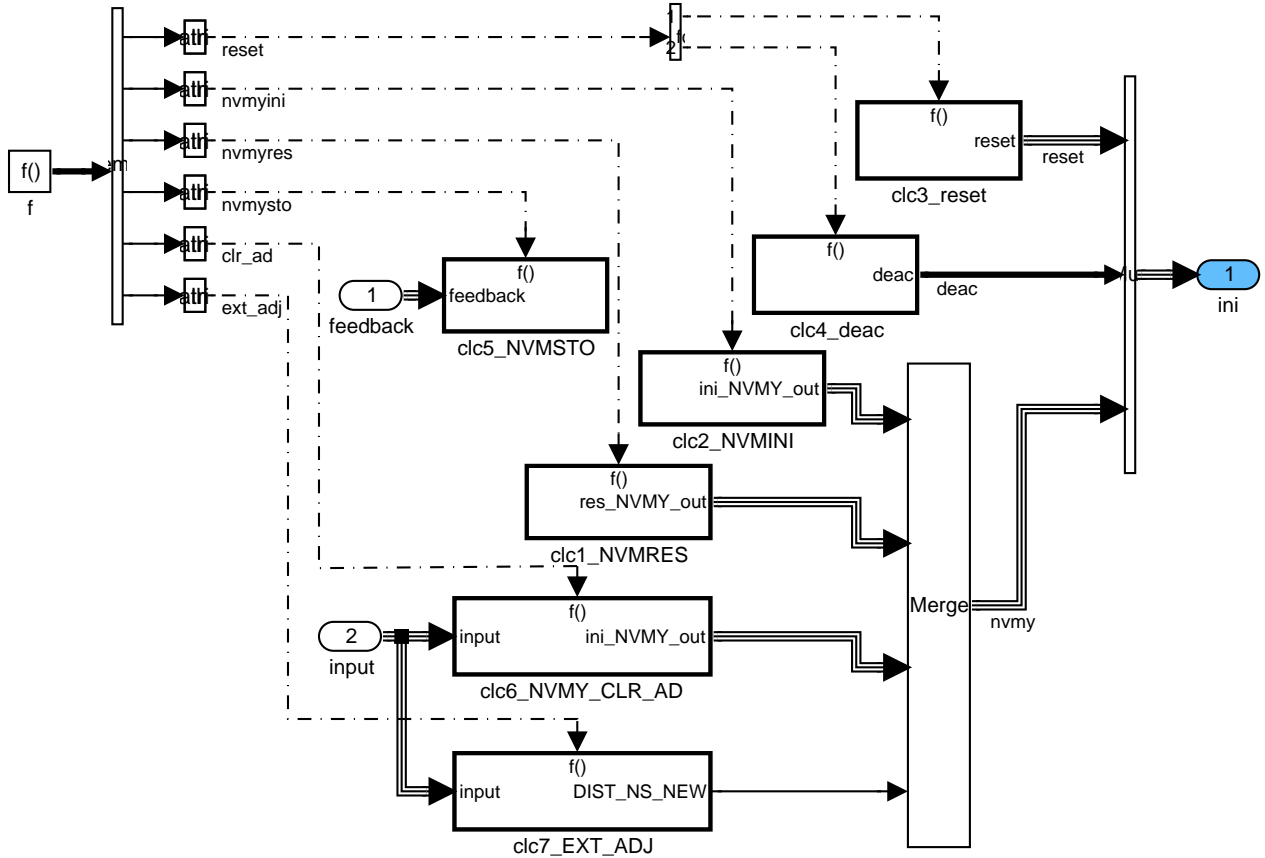 reset
nvmyini
nvmyres
nvmysto
clr_ad
ext_adj
f()
f
1
2
f()
reset
reset
clc3_reset
f()
deac
deac
clc4_deac
1
ini
1
feedback
f()
feedback
clc5_NVMSTO
f()
ini_NVMY_out
clc2_NVMINI
f()
res_NVMY_out
clc1_NVMRES
2
input
f()
input
ini_NVMY_out
clc6_NVMY_CLR_AD
f()
input
DIST_NS_NEW
clc7_EXT_ADJ
Merge
nvmy